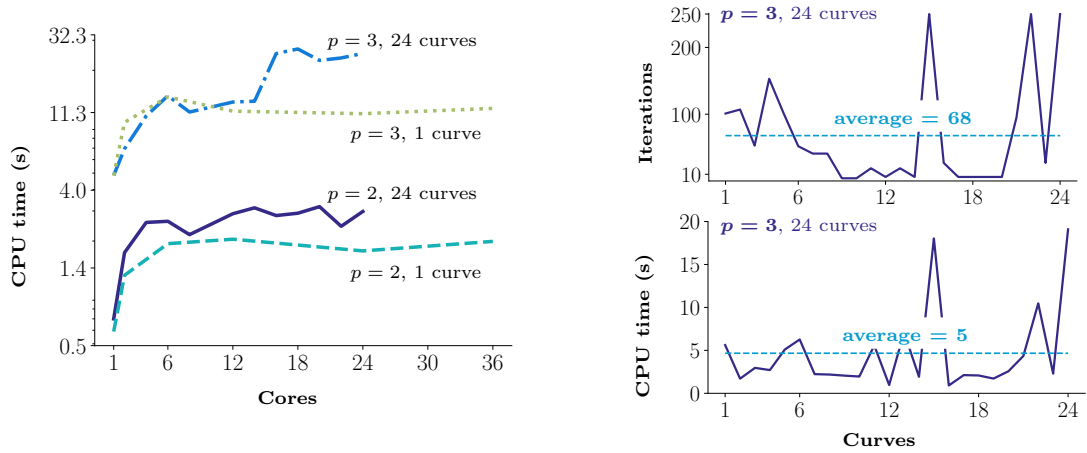 CPU time (s)
32.3
11.3
4.0
1.4
0.5
p = 3, 24 curves
p = 3, 1 curve
p = 2, 24 curves
p = 2, 1 curve
1 6 12 18 24 30 36
Cores
p = 3, 24 curves
Iterations
250
200
100
10
average = 68
1 6 12 18 24
p = 3, 24 curves
CPU time (s)
20
15
10
5
0
average = 5
1 6 12 18 24
Curves